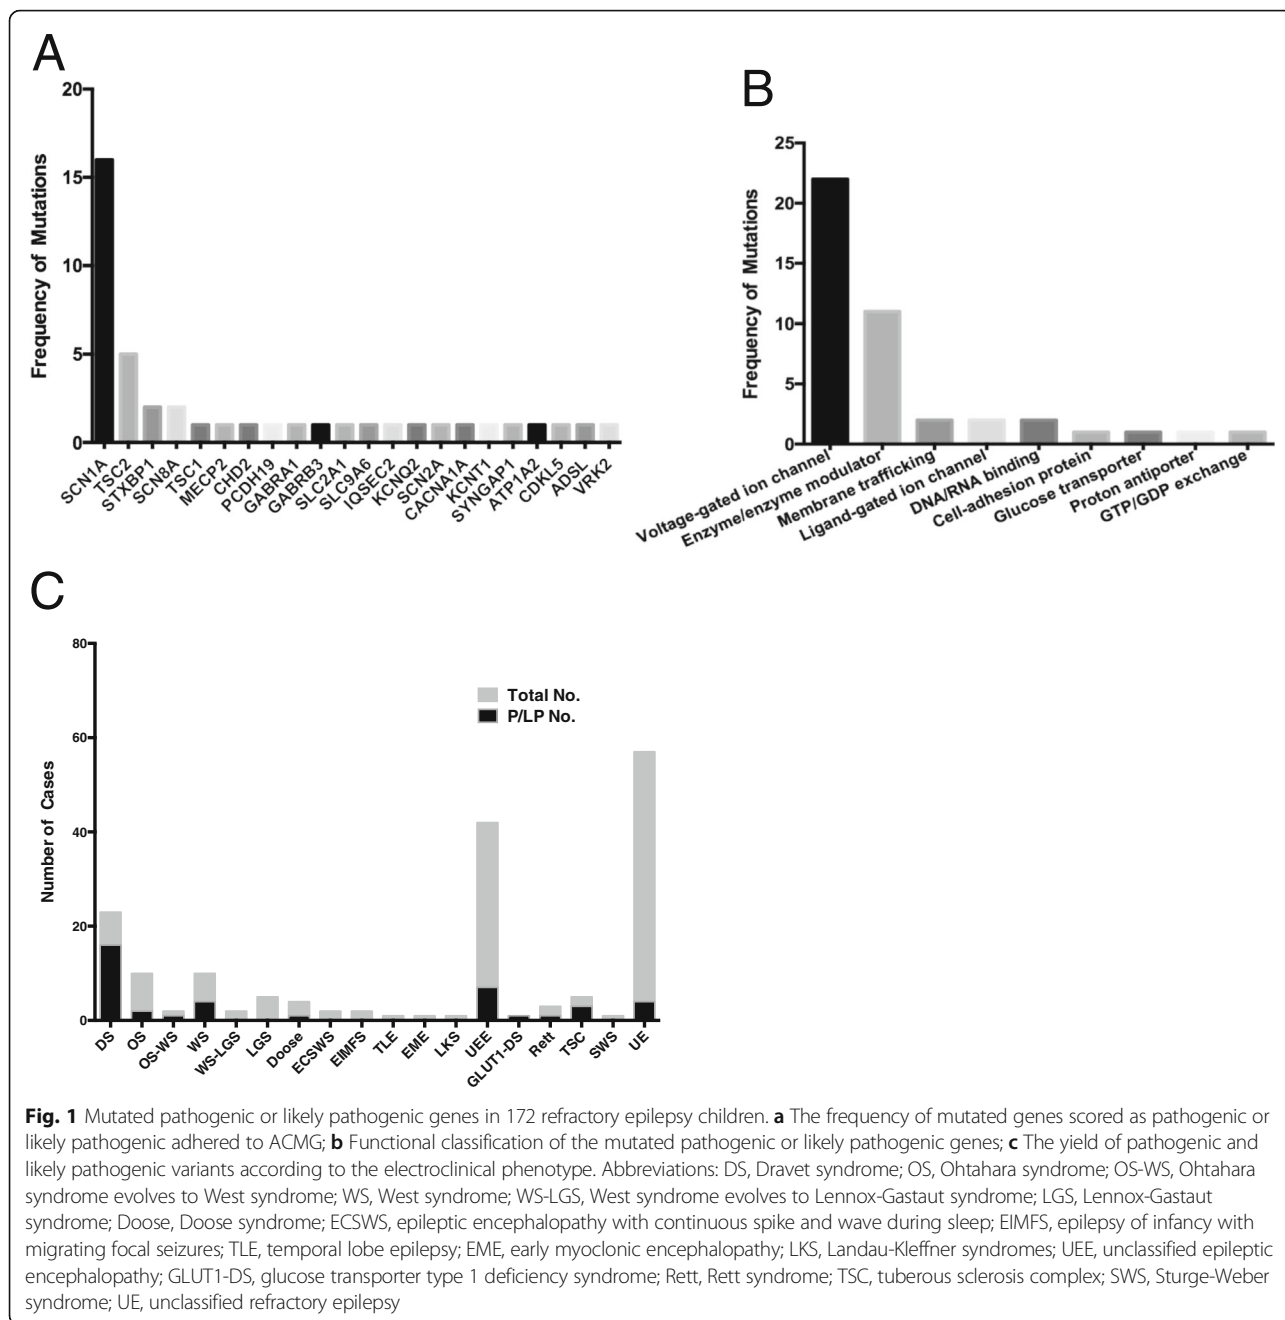 A
20
15
10
5
0
Frequency of Mutations
SCN1A
TSC2
STXBP1
SCN8A
TSC1
MECP2
CHD2
PCDH19
GABRA1
GABRB3
SLC2A1
SLC9A6
IQSEC2
KCNQ2
SCN2A
CACNA1A
KCNT1
SYNGAP1
ATP1A2
CDKL5
ADSL
VRK2
B
25
20
15
10
5
0
Frequency of Mutations
Voltage-gated ion channel
Enzyme/enzyme modulator
Membrane trafficking
Ligand-gated ion channel
DNA/RNA binding
Cell-adhesion protein
Glucose transporter
Proton antiporter
GTP/GDP exchange
C
80
60
40
20
0
Number of Cases
Total No.
P/LP No.
DS
OS
OS-WS
WS
WS-LGS
LGS
Doose
ECSWS
EIMFS
TLE
EME
LKS
UEE
GLUT1-DS
Rett
TSC
SWS
UE
Fig. 1 Mutated pathogenic or likely pathogenic genes in 172 refractory epilepsy children. a The frequency of mutated genes scored as pathogenic or
likely pathogenic adhered to ACMG; b Functional classification of the mutated pathogenic or likely pathogenic genes; c The yield of pathogenic and
likely pathogenic variants according to the electroclinical phenotype. Abbreviations: DS, Dravet syndrome; OS, Ohtahara syndrome; OS-WS, Ohtahara
syndrome evolves to West syndrome; WS, West syndrome; WS-LGS, West syndrome evolves to Lennox-Gastaut syndrome; LGS, Lennox-Gastaut
syndrome; Doose, Doose syndrome; ECSWS, epileptic encephalopathy with continuous spike and wave during sleep; EIMFS, epilepsy of infancy with
migrating focal seizures; TLE, temporal lobe epilepsy; EME, early myoclonic encephalopathy; LKS, Landau-Kleffner syndromes; UEE, unclassified epileptic
encephalopathy; GLUT1-DS, glucose transporter type 1 deficiency syndrome; Rett, Rett syndrome; TSC, tuberous sclerosis complex; SWS, Sturge-Weber
syndrome; UE, unclassified refractory epilepsy